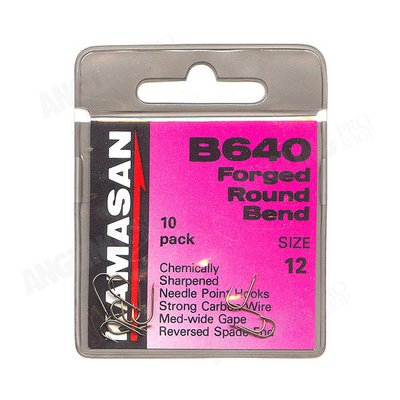 KAMASAN
B640
Forged
Round
Bend
SIZE
12
10
pack
Chemically
Sharpened
Needle Point Hooks
Strong Carbon Wire
Med-wide Gape
Reversed Spade End